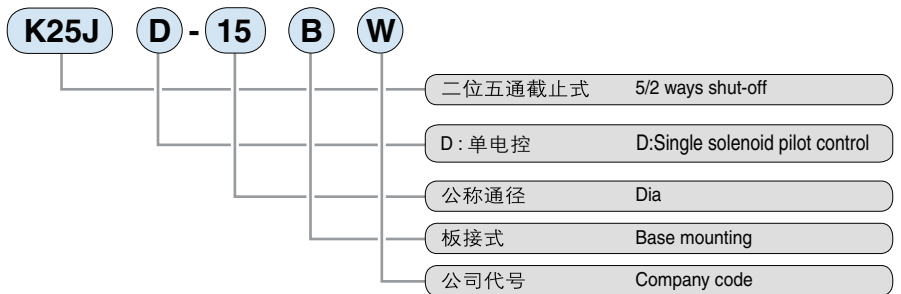 K25J D - 15 B W
二位五通截止式 5/2 ways shut-off
D:单电控 D:Single solenoid pilot control
公称通径 Dia
板接式 Base mounting
公司代号 Company code